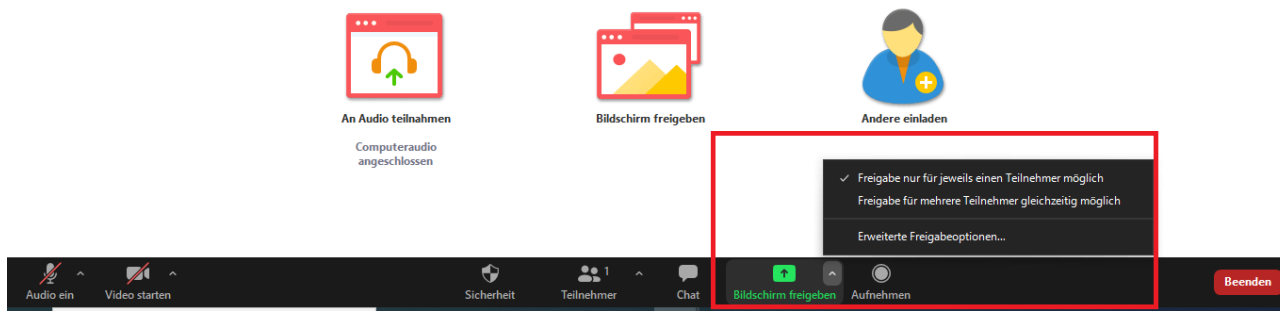 An Audio teilnahmen
Bildschirm freigeben
Andere einladen
Computeraudio
angeschlossen
✓ Freigabe nur für jeweils einen Teilnehmer möglich
Freigabe für mehrere Teilnehmer gleichzeitig möglich
Erweiterte Freigabeoptionen...
Audio ein
Video starten
Sicherheit
1
Teilnehmer
Chat
Bildschirm freigeben
Aufnehmen
Beenden